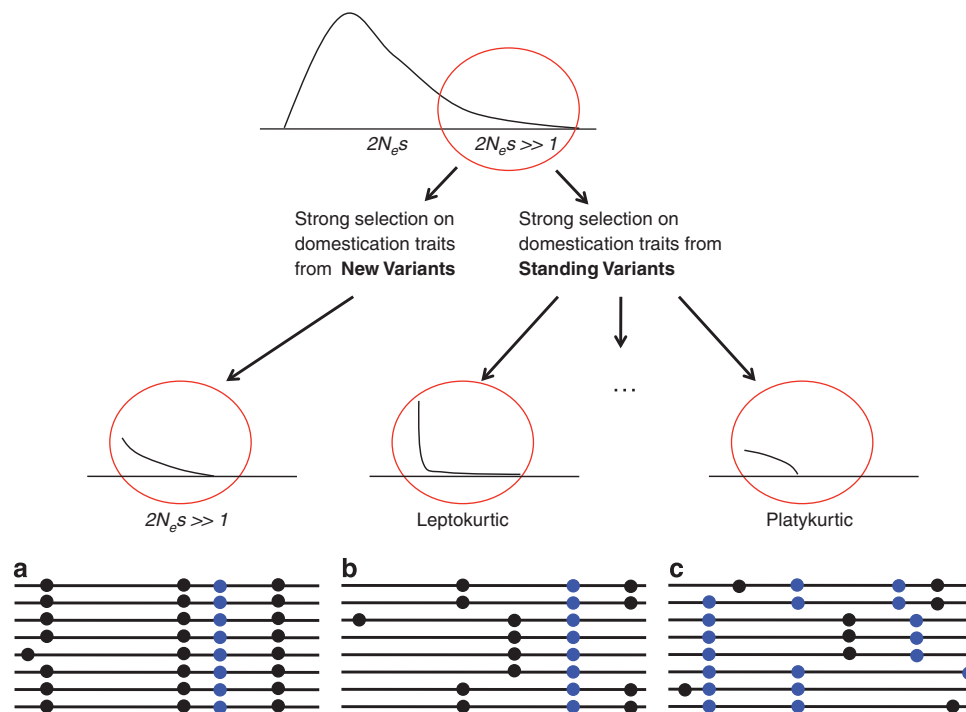 2Nₑs
2Nₑs >> 1
Strong selection on
domestication traits
from New Variants
Strong selection on
domestication traits from
Standing Variants
...
2Nₑs >> 1
Leptokurtic
Platykurtic
a
b
c